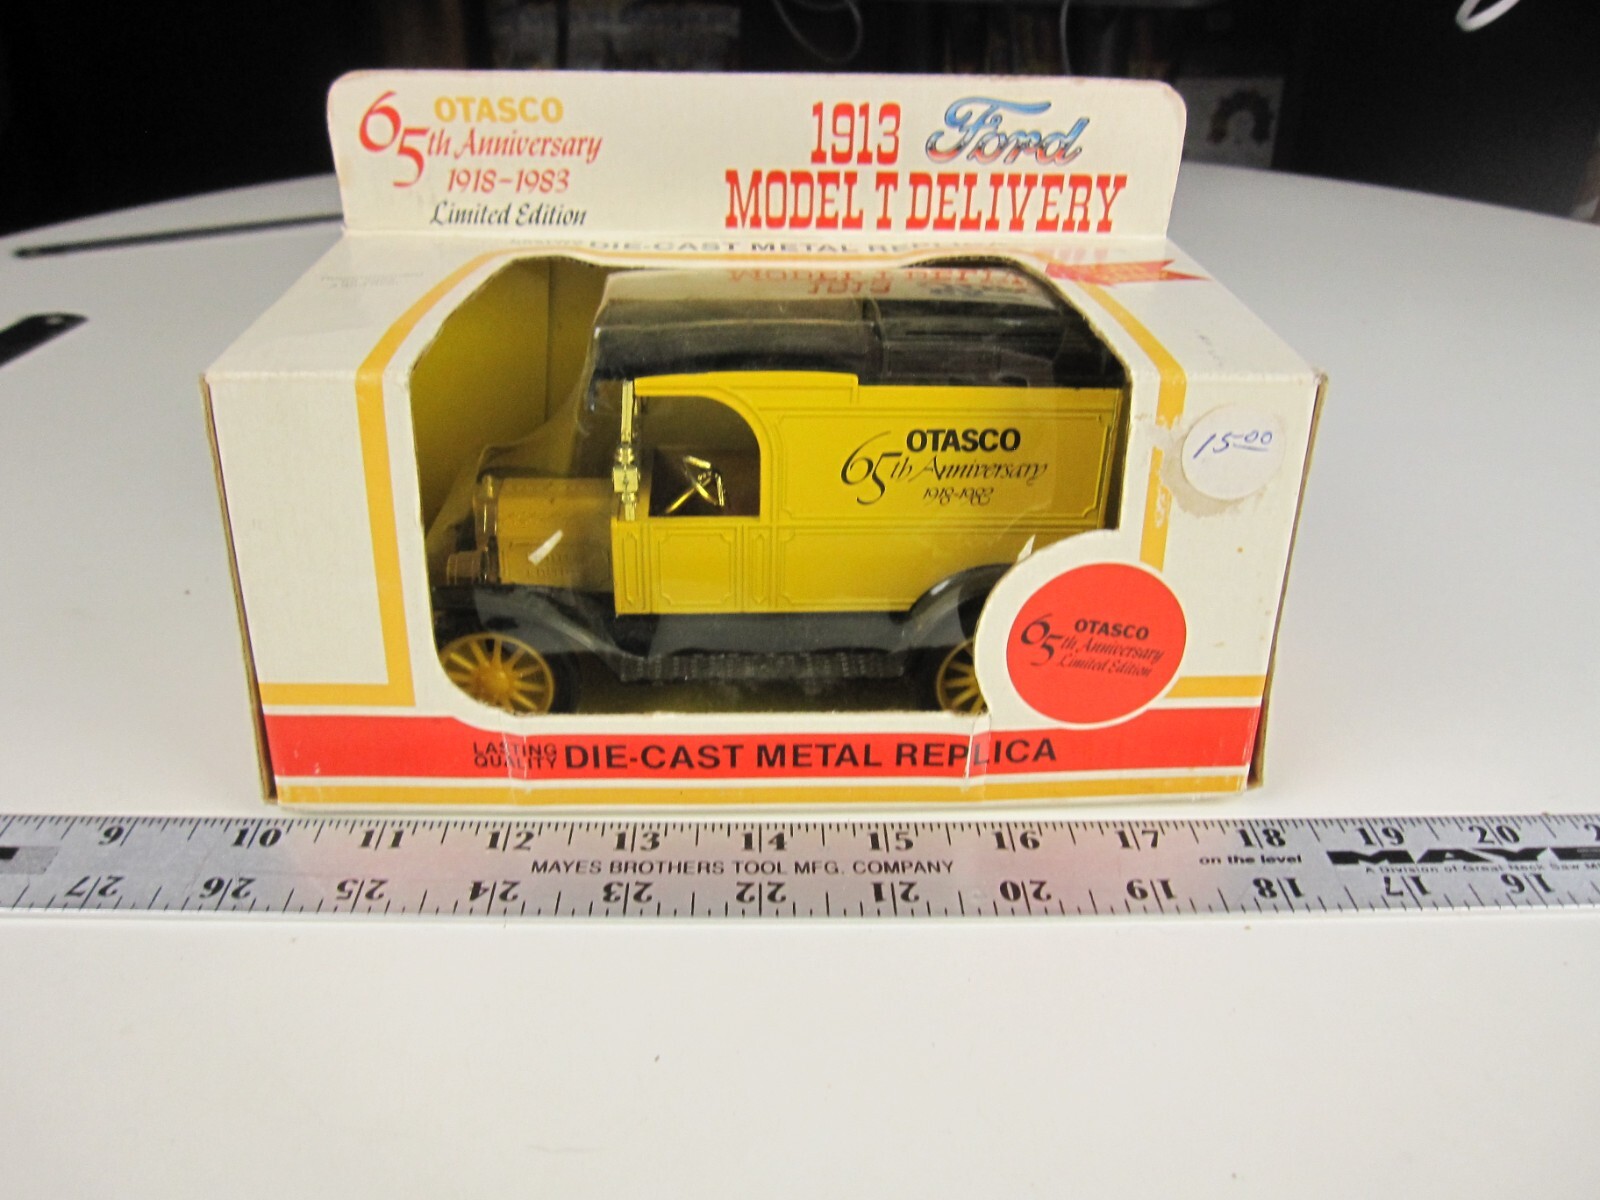 OTASCO
65th Anniversary
1918-1983
Limited Edition
1913 Ford
MODEL T DELIVERY
DIE-CAST METAL REPLICA
OTASCO
65th Anniversary
1918-1983
15.00
OTASCO
65th Anniversary
Limited Edition
LASTING QUALITY DIE-CAST METAL REPLICA
9 10 11 12 13 14 15 16 17 18 19 20
MAYES BROTHERS TOOL MFG. COMPANY
on the level
MAYES
A Division of Great Neck Saw
27 26 25 24 23 22 21 20 19 18 17 16